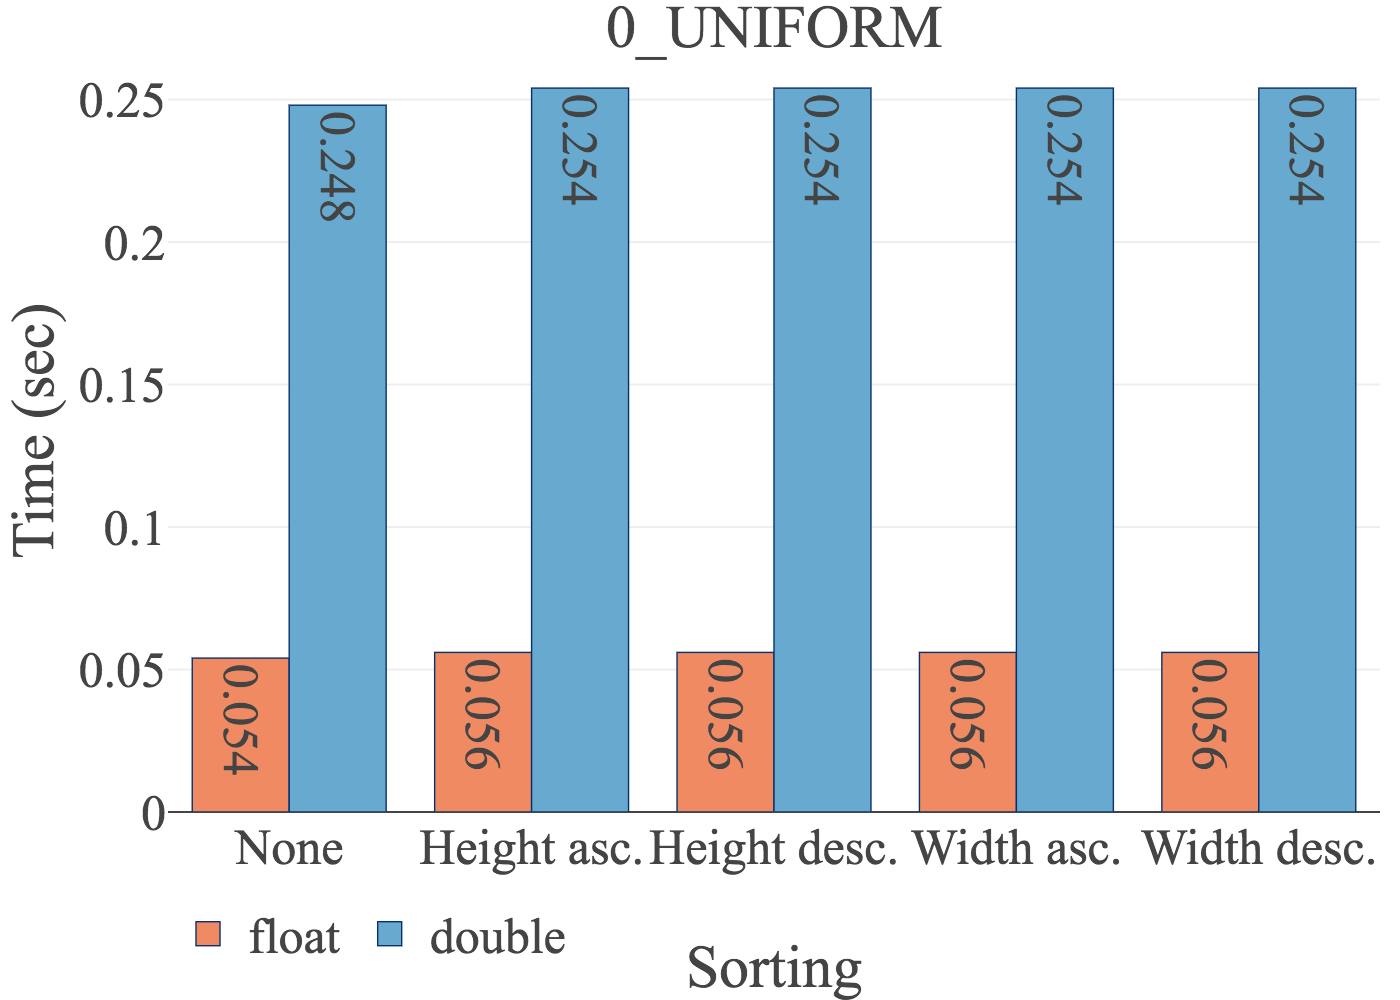 0_UNIFORM
Time (sec)
0.25
0.2
0.15
0.1
0.05
0
0.054
0.248
0.056
0.254
0.056
0.254
0.056
0.254
0.056
0.254
None
Height asc.
Height desc.
Width asc.
Width desc.
float
double
Sorting